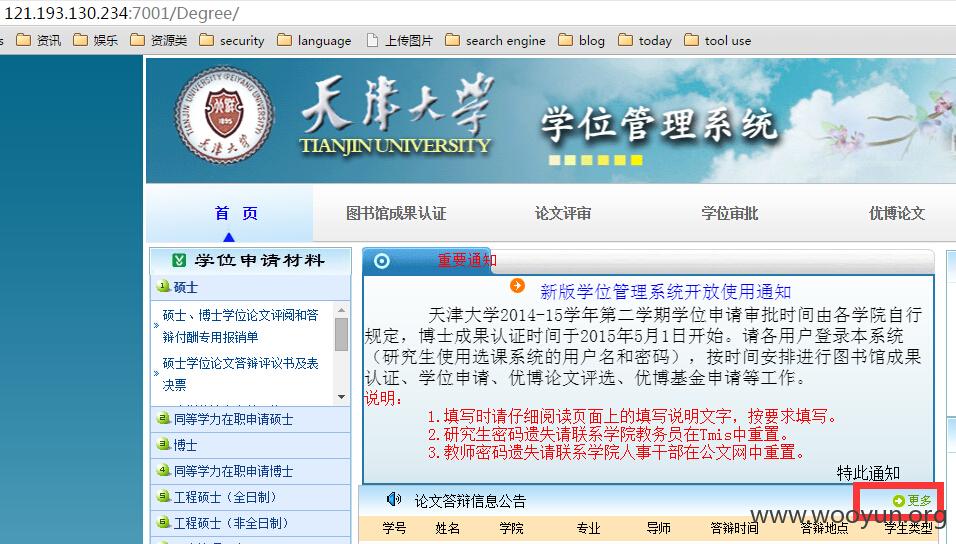 121.193.130.234:7001/Degree/
s 资讯 娱乐 资源类 security language 上传图片 search engine blog today tool use
天津大学
TIANJIN UNIVERSITY
学位管理系统
首 页 图书馆成果认证 论文评审 学位审批 优博论文
学位申请材料
1 硕士
硕士、博士学位论文评阅和答
辩付酬专用报销单
硕士学位论文答辩评议书及表
决票
2 同等学力在职申请硕士
3 博士
4 同等学力在职申请博士
5 工程硕士（全日制）
6 工程硕士（非全日制）
重要通知
新版学位管理系统开放使用通知
天津大学2014-15学年第二学期学位申请审批时间由各学院自行
规定，博士成果认证时间于2015年5月1日开始。请各用户登录本系统
（研究生使用选课系统的用户名和密码），按时间安排进行图书馆成果
认证、学位申请、优博论文评选、优博基金申请等工作。
说明：
1.填写时请仔细阅读页面上的填写说明文字，按要求填写。
2.研究生密码遗失请联系学院教务员在Tmis中重置。
3.教师密码遗失请联系学院人事干部在公文网中重置。
特此通知
论文答辩信息公告
更多
学号 姓名 学院 专业 导师 答辩时间 答辩地点 学生类型
www.wooyun.org